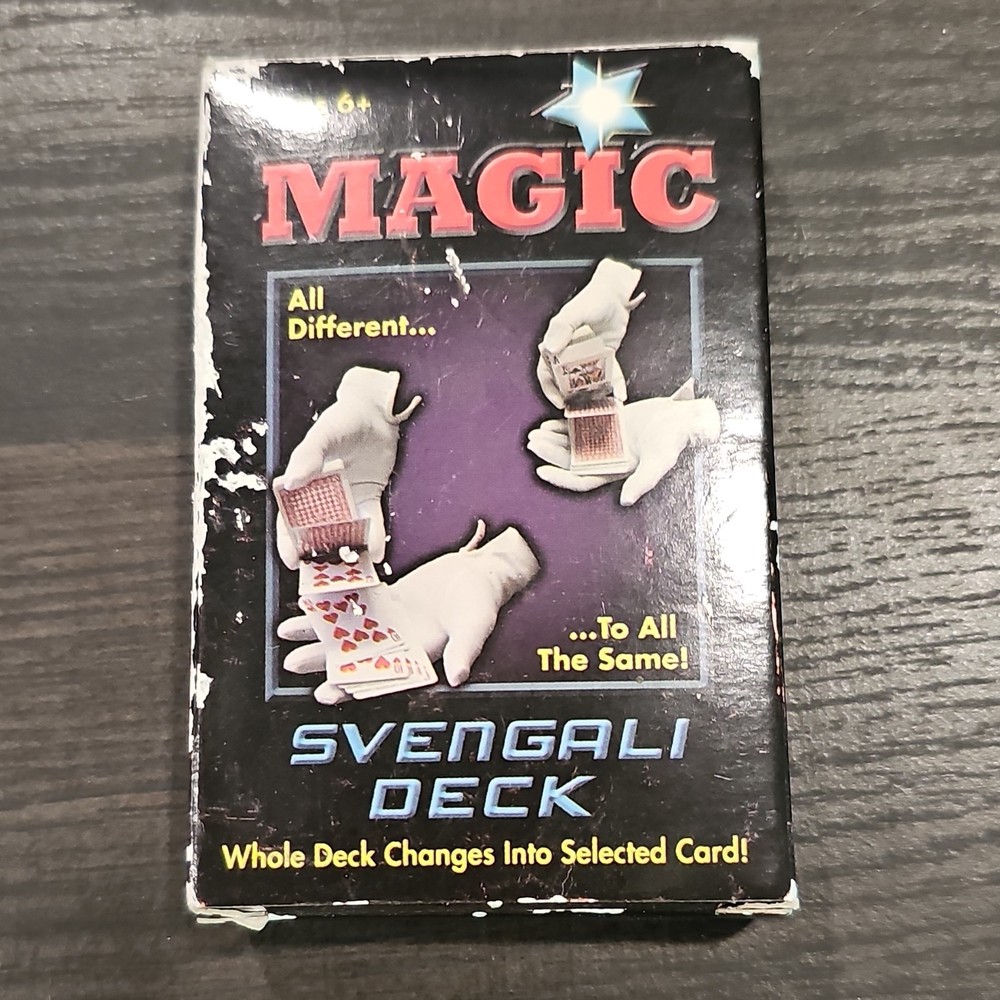 6+
MAGIC
All
Different...
...To All
The Same!
SVENGALI
DECK
Whole Deck Changes Into Selected Card!